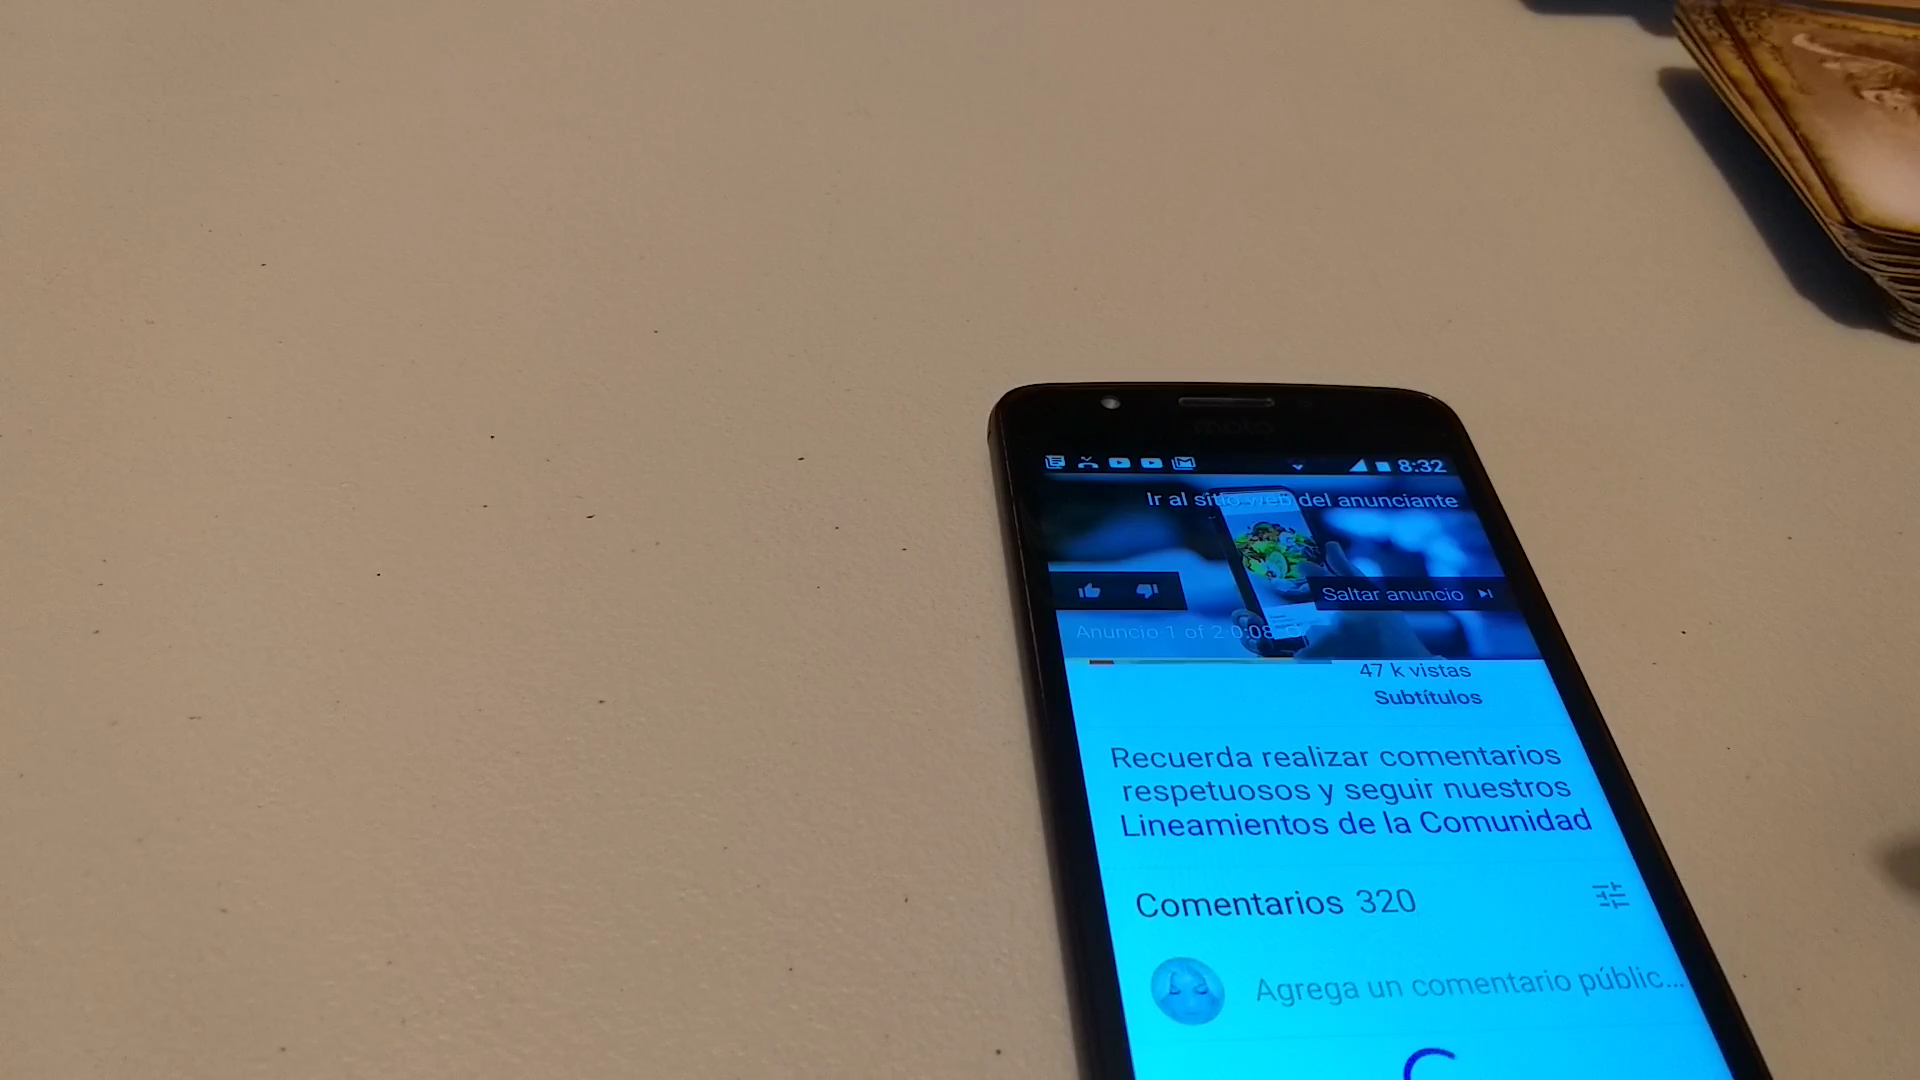 moto
8:32
Ir al sitio web del anunciante
Saltar anuncio
Anuncio 1 of 2 0:08
47 k vistas
Subtítulos
Recuerda realizar comentarios
respetuosos y seguir nuestros
Lineamientos de la Comunidad
Comentarios 320
Agrega un comentario públic...